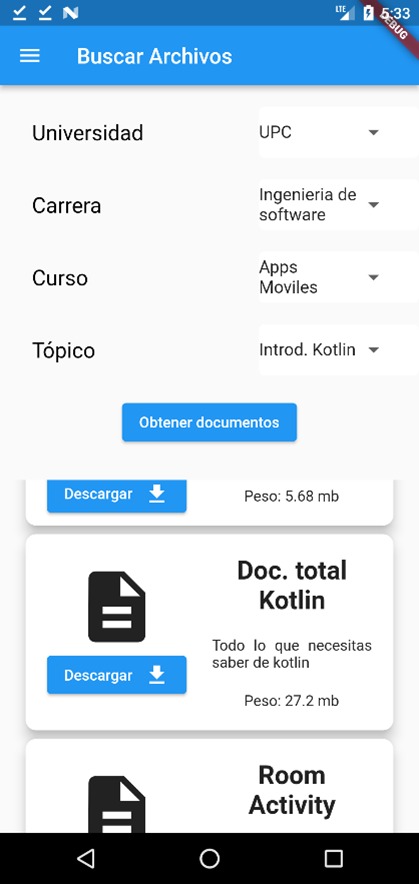 LTE 5:33
DEBUG
Buscar Archivos
Universidad
UPC
Carrera
Ingenieria de
software
Curso
Apps
Moviles
Tópico
Introd. Kotlin
Obtener documentos
Descargar
Peso: 5.68 mb
Doc. total
Kotlin
Todo lo que necesitas
saber de kotlin
Descargar
Peso: 27.2 mb
Room
Activity